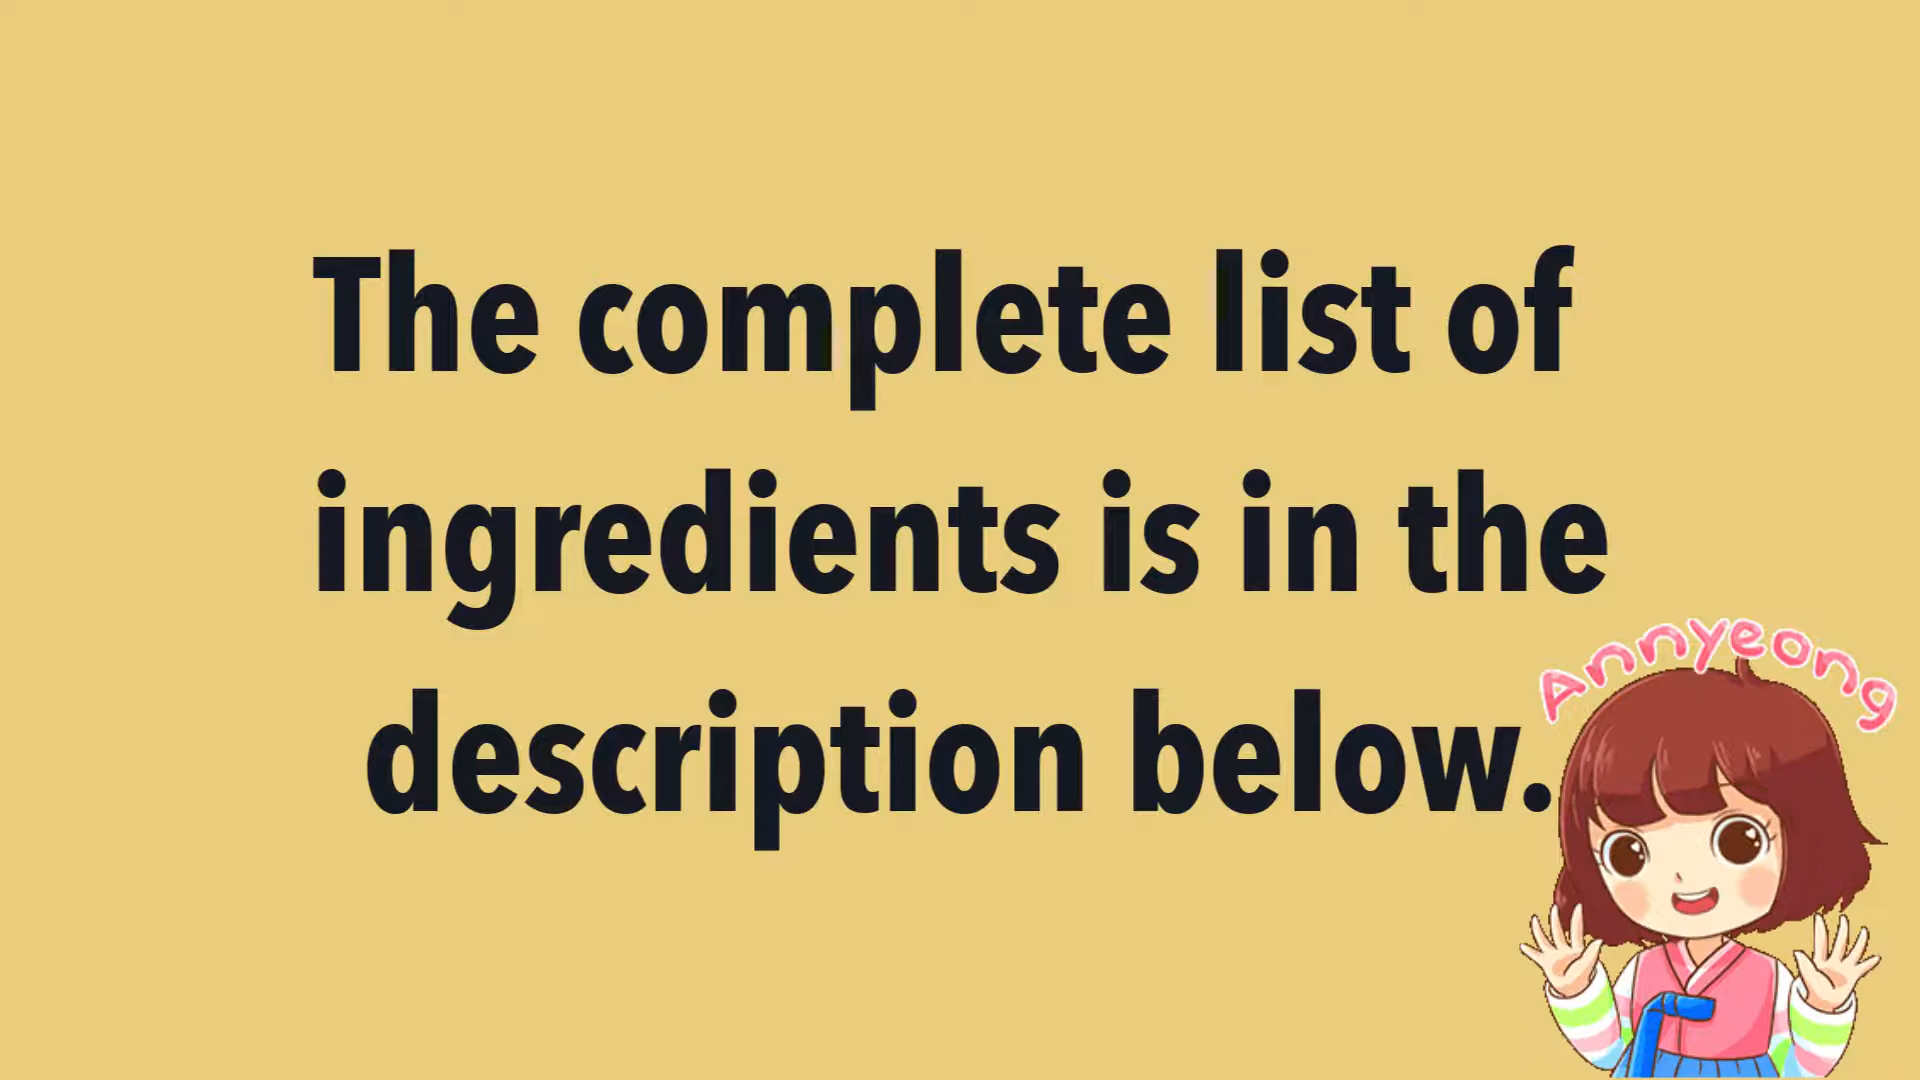 The complete list of
ingredients is in the
description below.
Annyeong